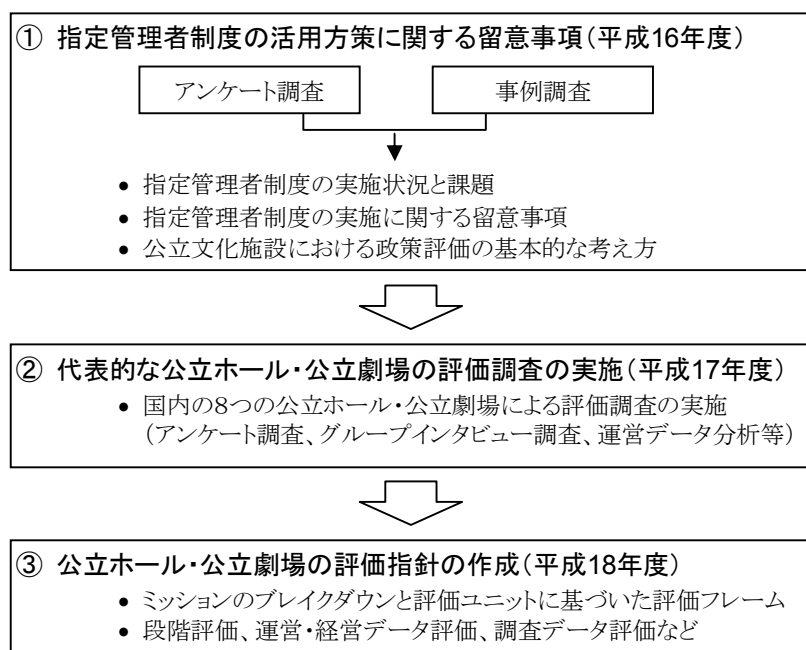 ① 指定管理者制度の活用方策に関する留意事項(平成16年度)
アンケート調査
事例調査
• 指定管理者制度の実施状況と課題
• 指定管理者制度の実施に関する留意事項
• 公立文化施設における政策評価の基本的な考え方
② 代表的な公立ホール・公立劇場の評価調査の実施(平成17年度)
• 国内の8つの公立ホール・公立劇場による評価調査の実施
(アンケート調査、グループインタビュー調査、運営データ分析等)
③ 公立ホール・公立劇場の評価指針の作成(平成18年度)
• ミッションのブレイクダウンと評価ユニットに基づいた評価フレーム
• 段階評価、運営・経営データ評価、調査データ評価など